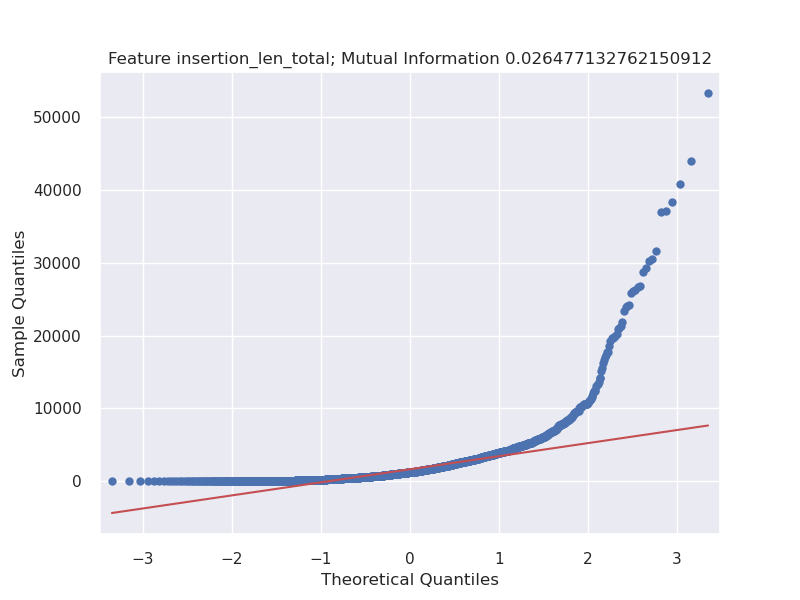 Feature insertion_len_total; Mutual Information 0.026477132762150912
50000
40000
30000
20000
10000
0
Sample Quantiles
−3 −2 −1 0 1 2 3
Theoretical Quantiles